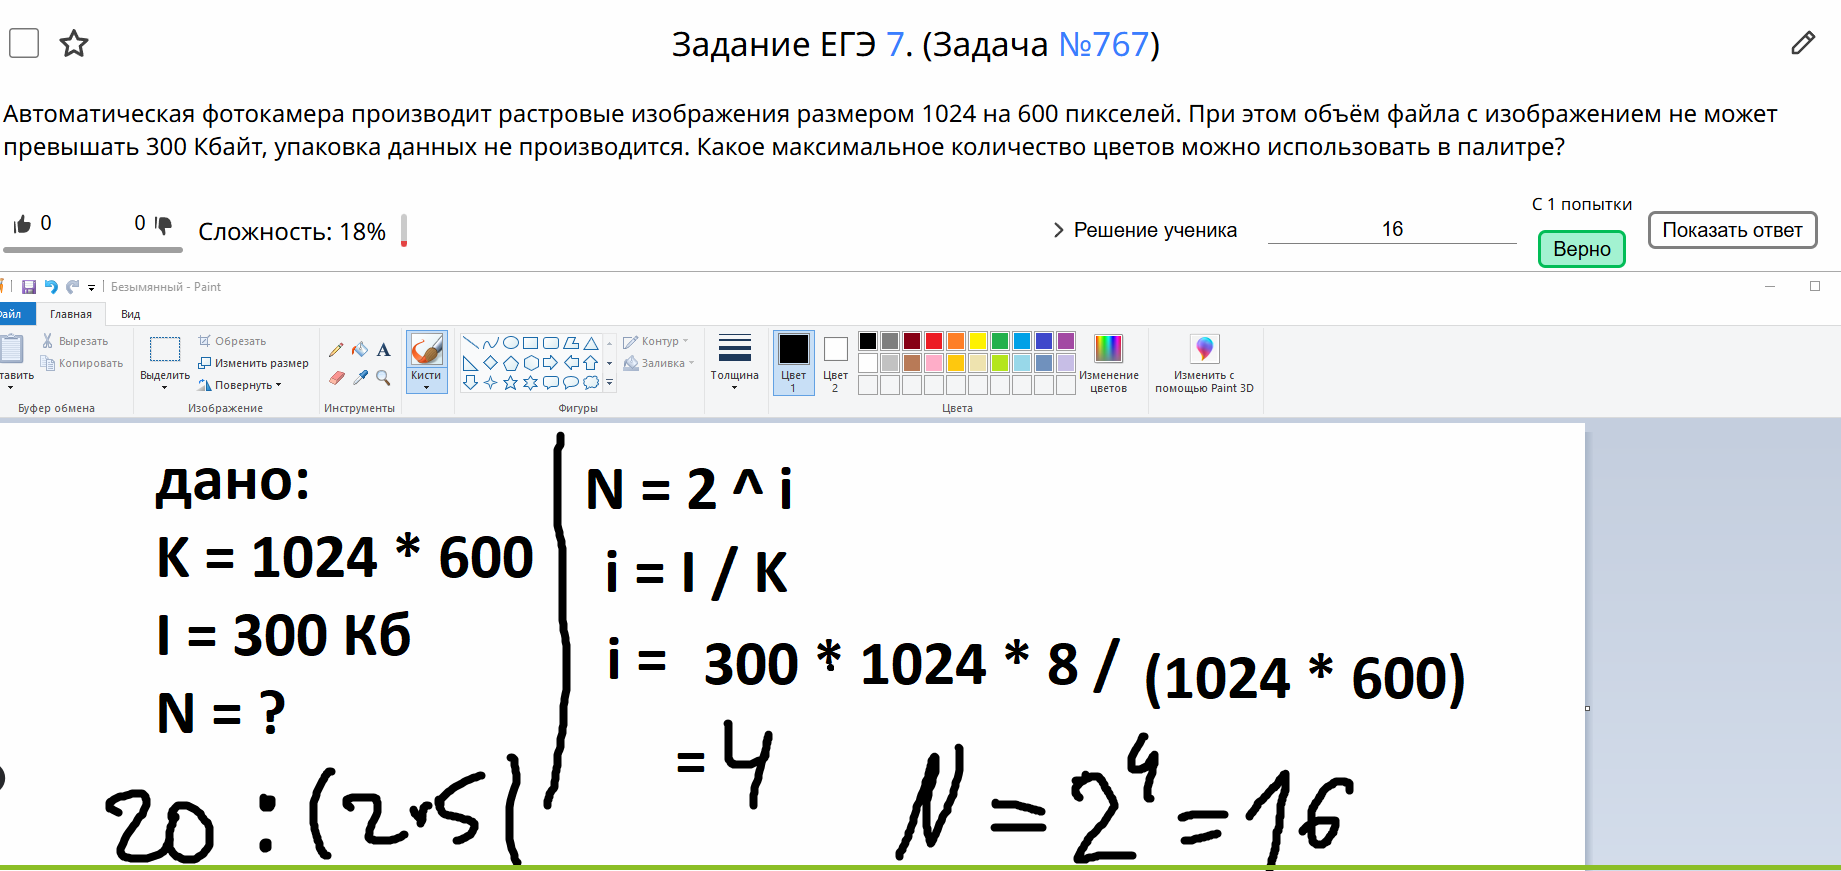 Задание ЕГЭ 7. (Задача №767)
Автоматическая фотокамера производит растровые изображения размером 1024 на 600 пикселей. При этом объём файла с изображением не может
превышать 300 Кбайт, упаковка данных не производится. Какое максимальное количество цветов можно использовать в палитре?
0 0 Сложность: 18%
С 1 попытки
Решение ученика 16 Верно Показать ответ
Безымянный - Paint
айл Главная Вид
Вырезать
Копировать
тавить
Буфер обмена
Выделить
Обрезать
Изменить размер
Повернуть
Изображение
A
Инструменты
Кисти
Контур
Заливка
Фигуры
Толщина
Цвет 1
Цвет 2
Изменение цветов
Цвета
Изменить с помощью Paint 3D
дано:
K = 1024 * 600
I = 300 Кб
N = ?
20 : (2*5)
N = 2 ^ i
i = I / K
i = 300 * 1024 * 8 / (1024 * 600)
= 4
N = 2^4 = 16